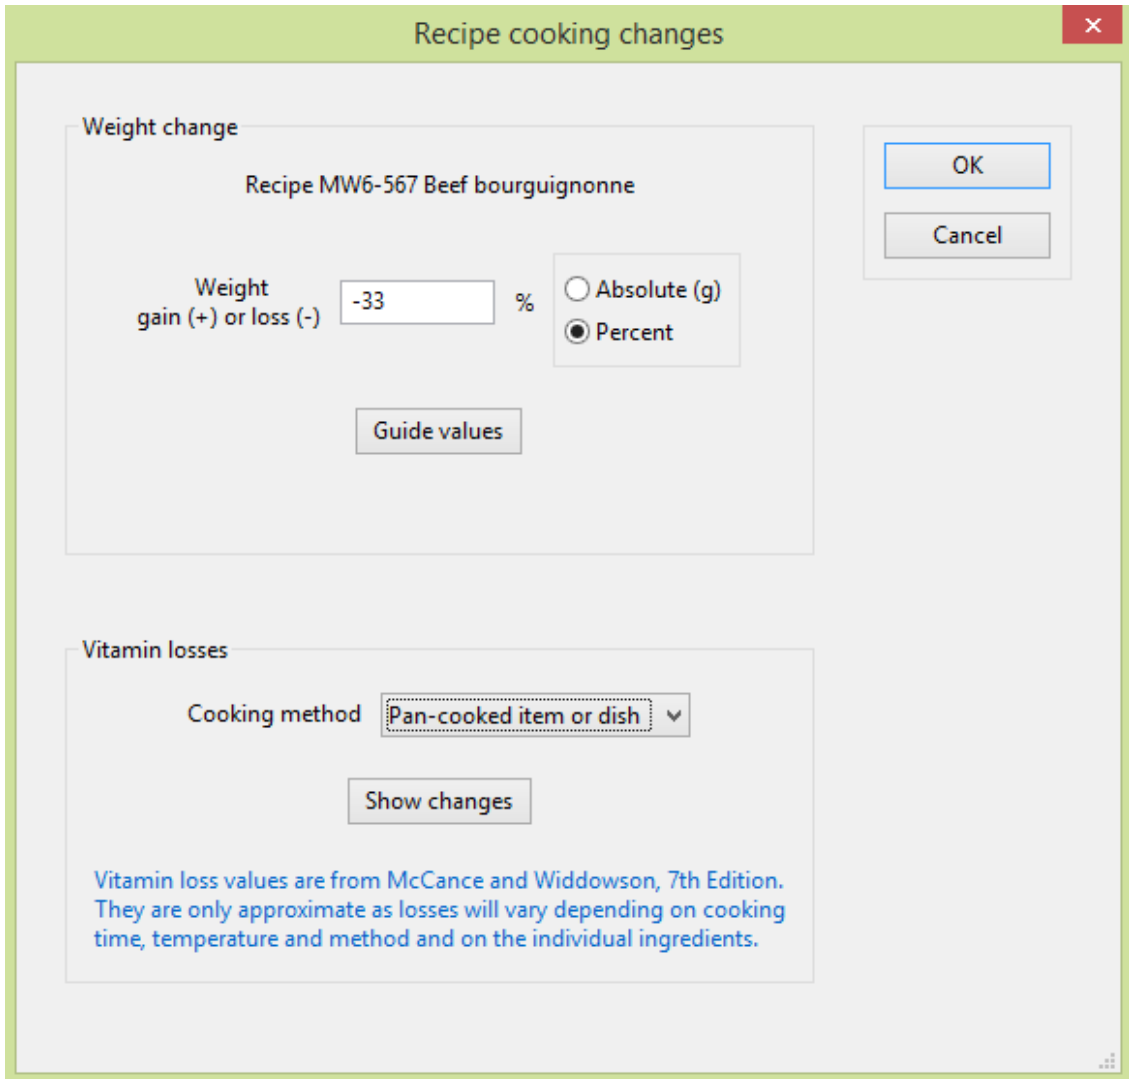 Recipe cooking changes
Weight change
Recipe MW6-567 Beef bourguignonne
Weight
gain (+) or loss (-)
-33
%
Absolute (g)
Percent
Guide values
OK
Cancel
Vitamin losses
Cooking method
Pan-cooked item or dish
Show changes
Vitamin loss values are from McCance and Widdowson, 7th Edition.
They are only approximate as losses will vary depending on cooking
time, temperature and method and on the individual ingredients.